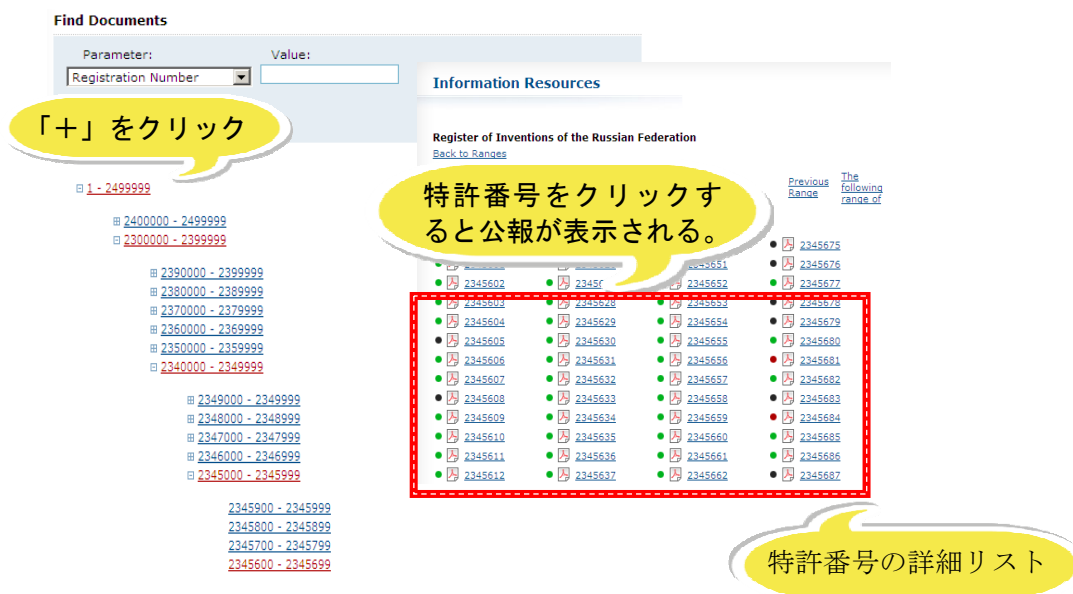 Find Documents
Parameter: Value:
Registration Number
「＋」をクリック
1 - 2499999
2400000 - 2499999
2300000 - 2399999
2390000 - 2399999
2380000 - 2389999
2370000 - 2379999
2360000 - 2369999
2350000 - 2359999
2340000 - 2349999
2349000 - 2349999
2348000 - 2348999
2347000 - 2347999
2346000 - 2346999
2345000 - 2345999
2345900 - 2345999
2345800 - 2345899
2345700 - 2345799
2345600 - 2345699
Information Resources
Register of Inventions of the Russian Federation
Back to Ranges
特許番号をクリックす
ると公報が表示される。
Previous
Range
The
following
range of
2345675
2345651 2345676
2345602 2345652 2345677
2345603 2345628 2345653 2345678
2345604 2345629 2345654 2345679
2345605 2345630 2345655 2345680
2345606 2345631 2345656 2345681
2345607 2345632 2345657 2345682
2345608 2345633 2345658 2345683
2345609 2345634 2345659 2345684
2345610 2345635 2345660 2345685
2345611 2345636 2345661 2345686
2345612 2345637 2345662 2345687
特許番号の詳細リスト